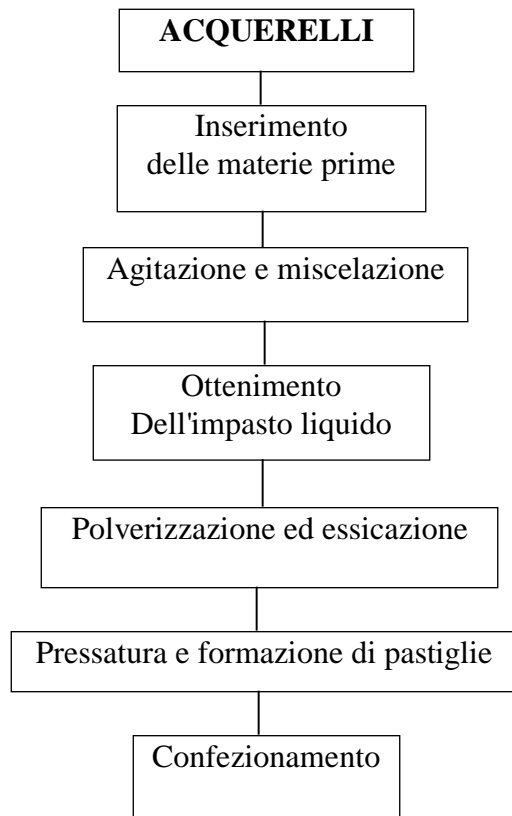 ACQUERELLI
Inserimento
delle materie prime
Agitazione e miscelazione
Ottenimento
Dell'impasto liquido
Polverizzazione ed essicazione
Pressatura e formazione di pastiglie
Confezionamento